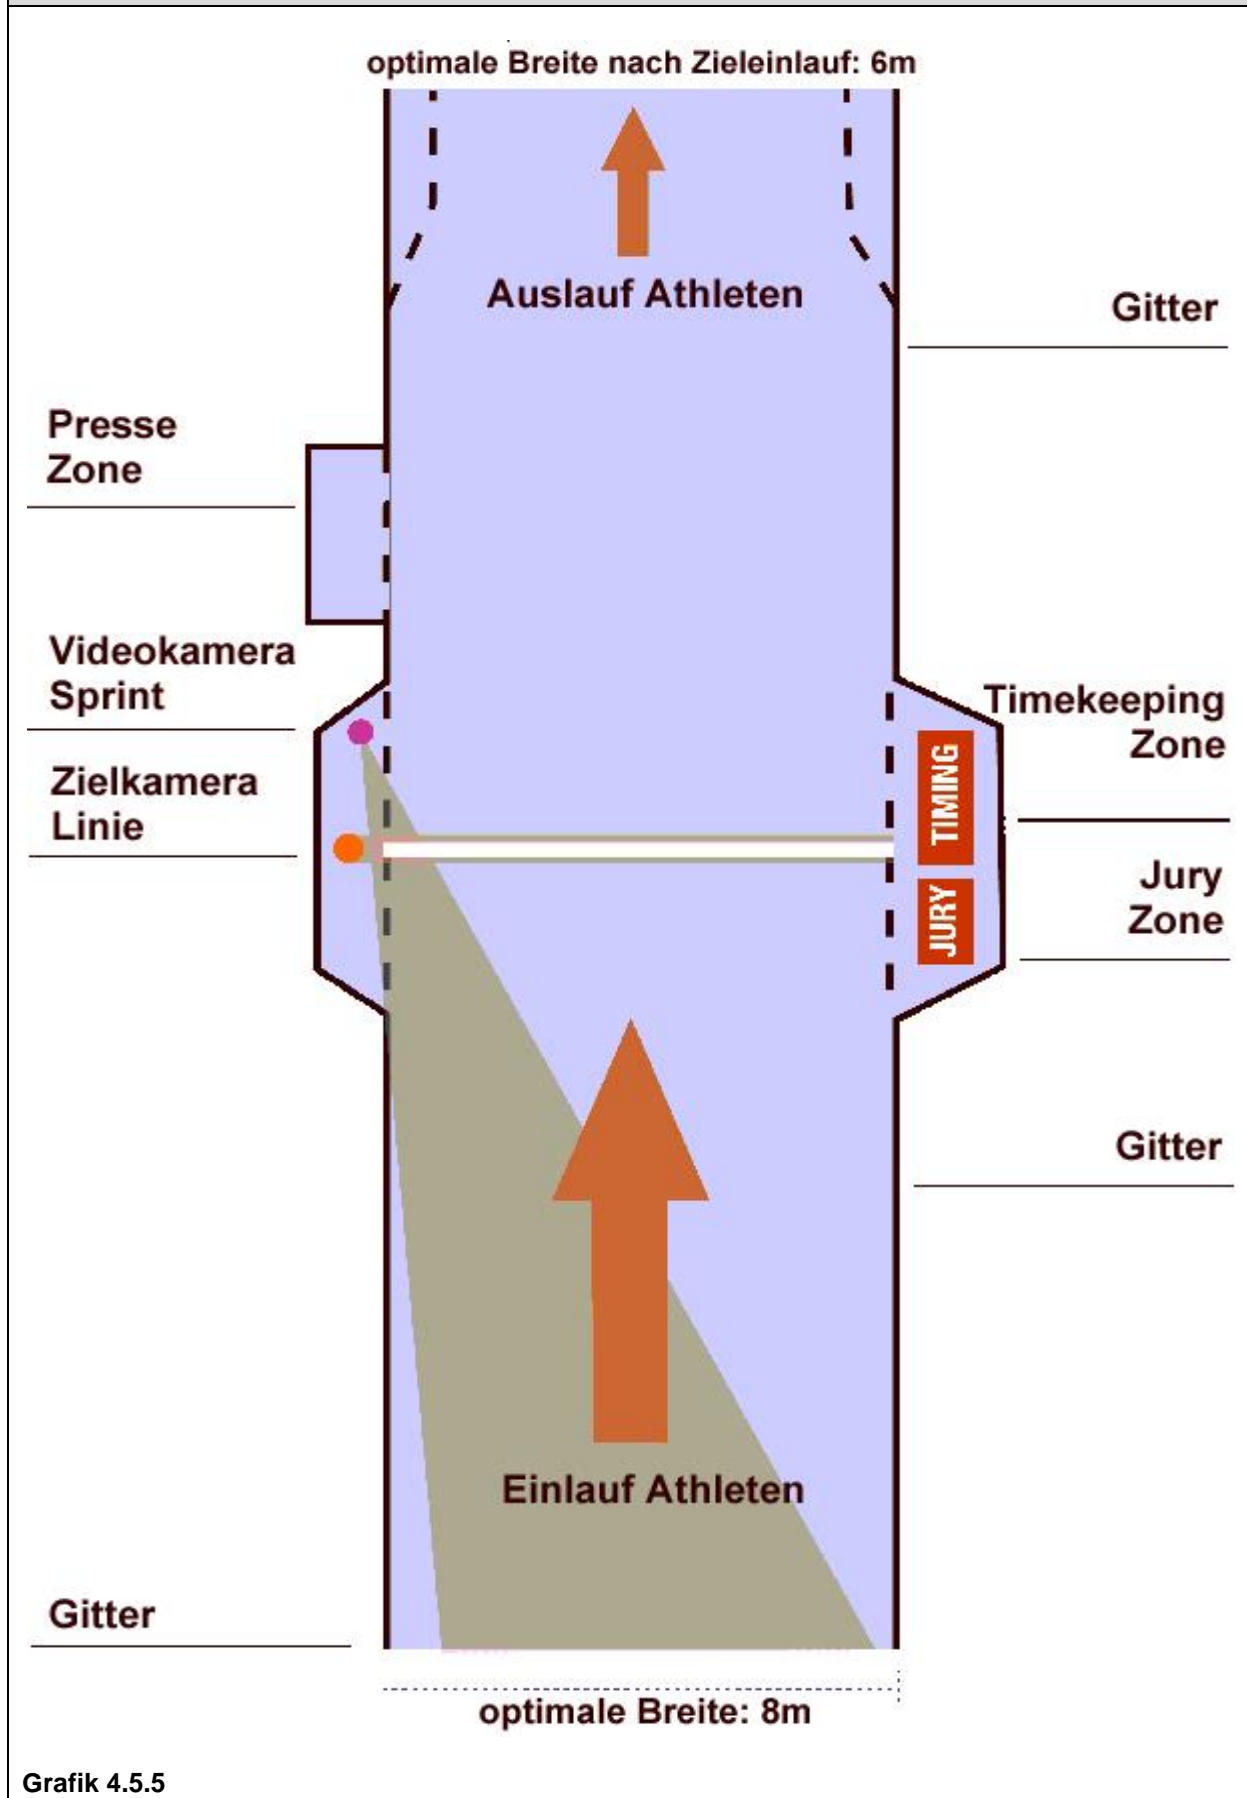 optimale Breite nach Zieleinlauf: 6m
Auslauf Athleten
Gitter
Presse
Zone
Videokamera
Sprint
Timekeeping
Zone
Zielkamera
Linie
TIMING
JURY
Jury
Zone
Gitter
Einlauf Athleten
Gitter
optimale Breite: 8m
Grafik 4.5.5